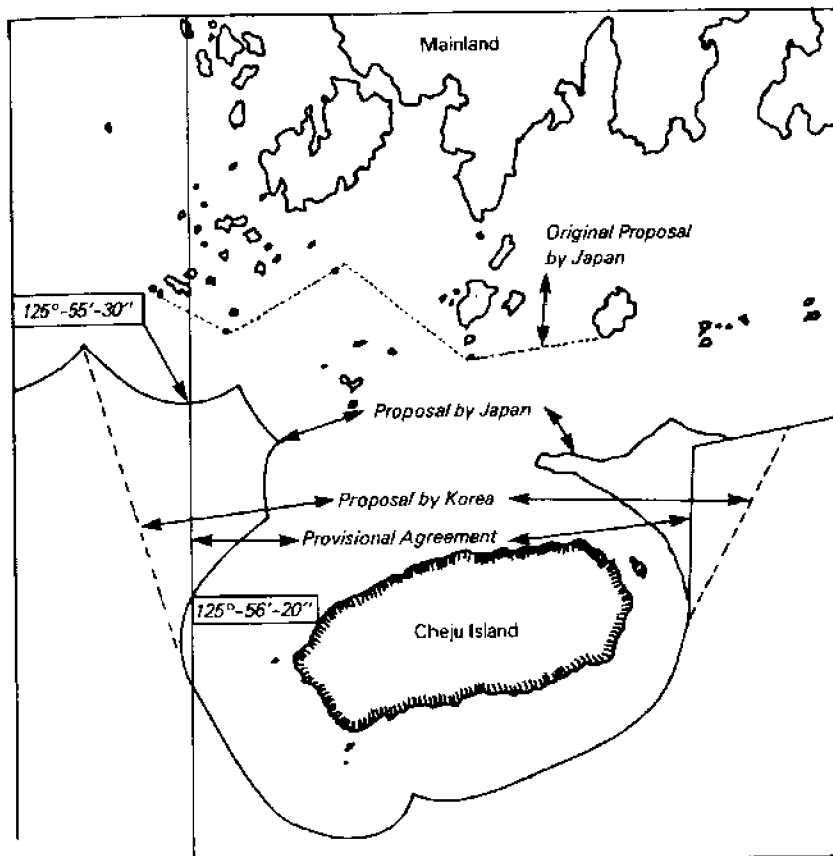 Mainland
Original Proposal
by Japan
125°-55'-30"
Proposal by Japan
Proposal by Korea
Provisional Agreement
125°-56'-20"
Cheju Island